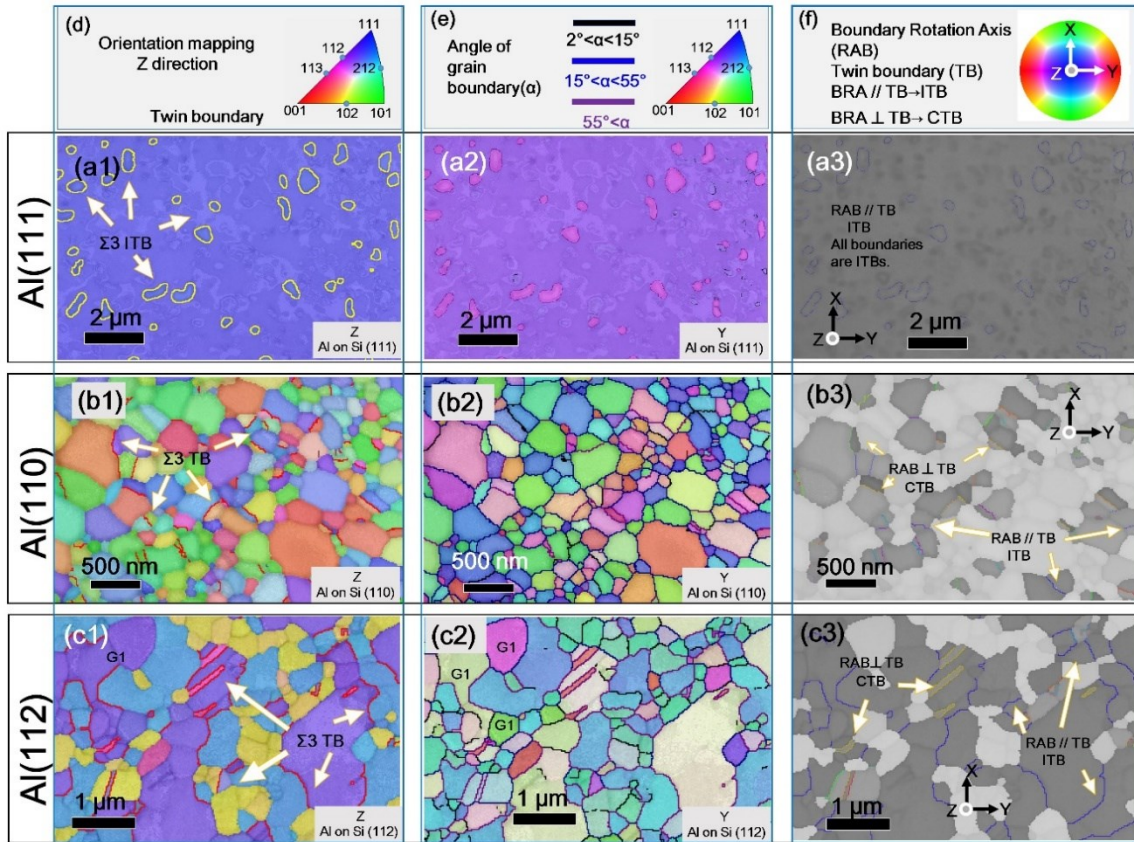 (d)
Orientation mapping
Z direction
Twin boundary
111
112
113
212
001
102
101
(e)
Angle of
grain
boundary(α)
2°<α<15°
15°<α<55°
55°<α
111
112
113
212
001
102
101
(f)
Boundary Rotation Axis
(RAB)
Twin boundary (TB)
BRA // TB→ITB
BRA ⊥ TB→ CTB
X
Z
Y
Al(111)
(a1)
Σ3 ITB
2 μm
Z
Al on Si (111)
(a2)
2 μm
Y
Al on Si (111)
(a3)
RAB // TB
ITB
All boundaries
are ITBs.
X
Z
Y
2 μm
Al(110)
(b1)
Σ3 TB
500 nm
Z
Al on Si (110)
(b2)
500 nm
Y
Al on Si (110)
(b3)
X
Z
Y
RAB ⊥ TB
CTB
RAB // TB
ITB
500 nm
Al(112)
(c1)
G1
Σ3 TB
1 μm
Z
Al on Si (112)
(c2)
G1
G1
G1
1 μm
Y
Al on Si (112)
(c3)
RAB⊥ TB
CTB
RAB // TB
ITB
X
Z
Y
1 μm